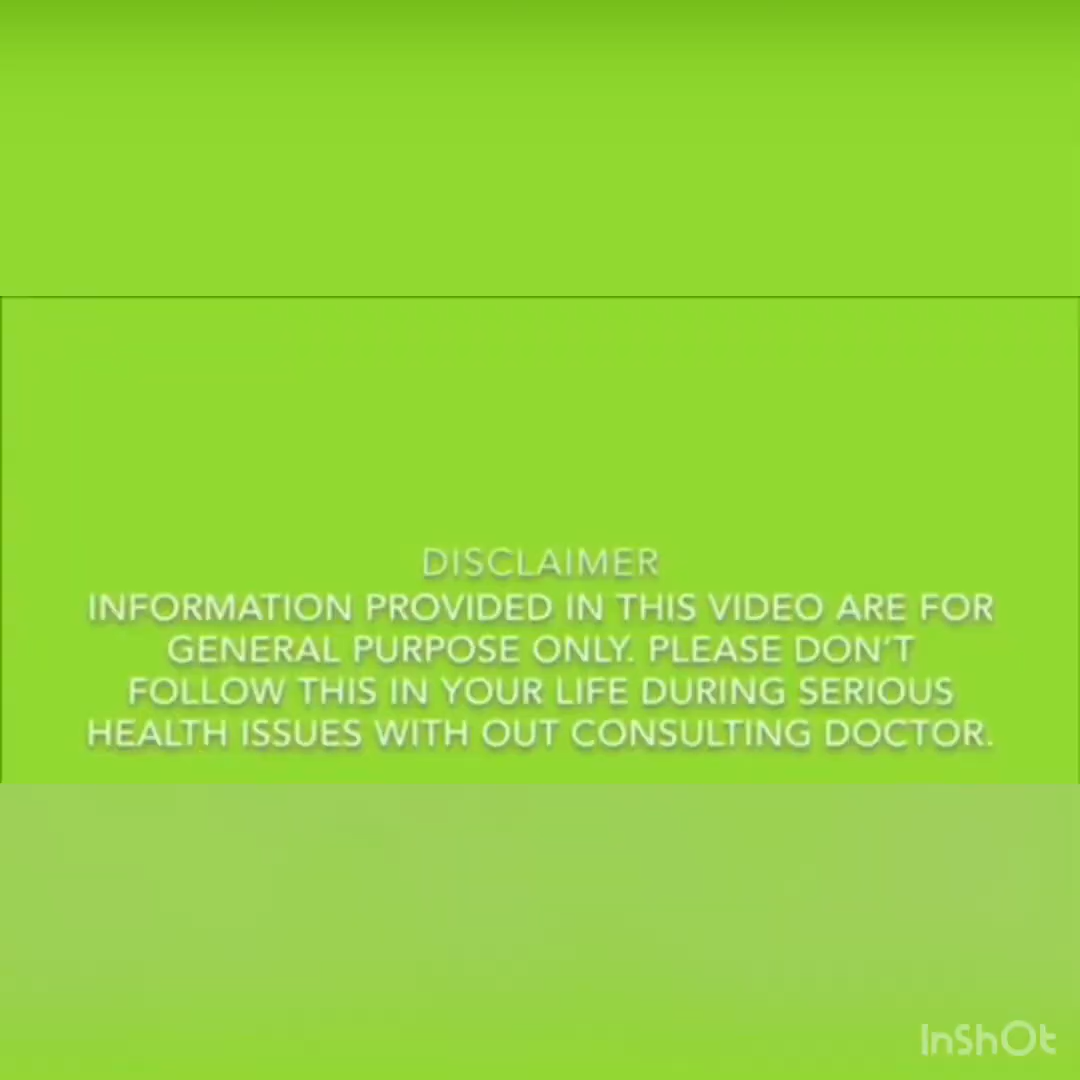 DISCLAIMER
INFORMATION PROVIDED IN THIS VIDEO ARE FOR
GENERAL PURPOSE ONLY. PLEASE DON'T
FOLLOW THIS IN YOUR LIFE DURING SERIOUS
HEALTH ISSUES WITH OUT CONSULTING DOCTOR.
InShOt